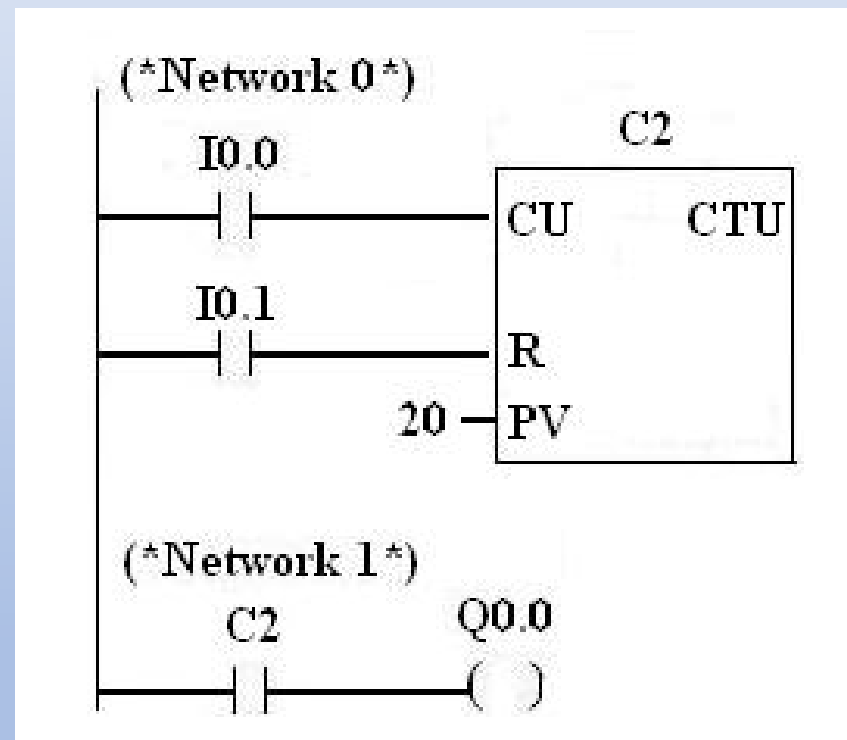 (*Network 0*)
C2
I0.0
CU CTU
I0.1
R
20 PV
(*Network 1*)
C2 Q0.0
( )